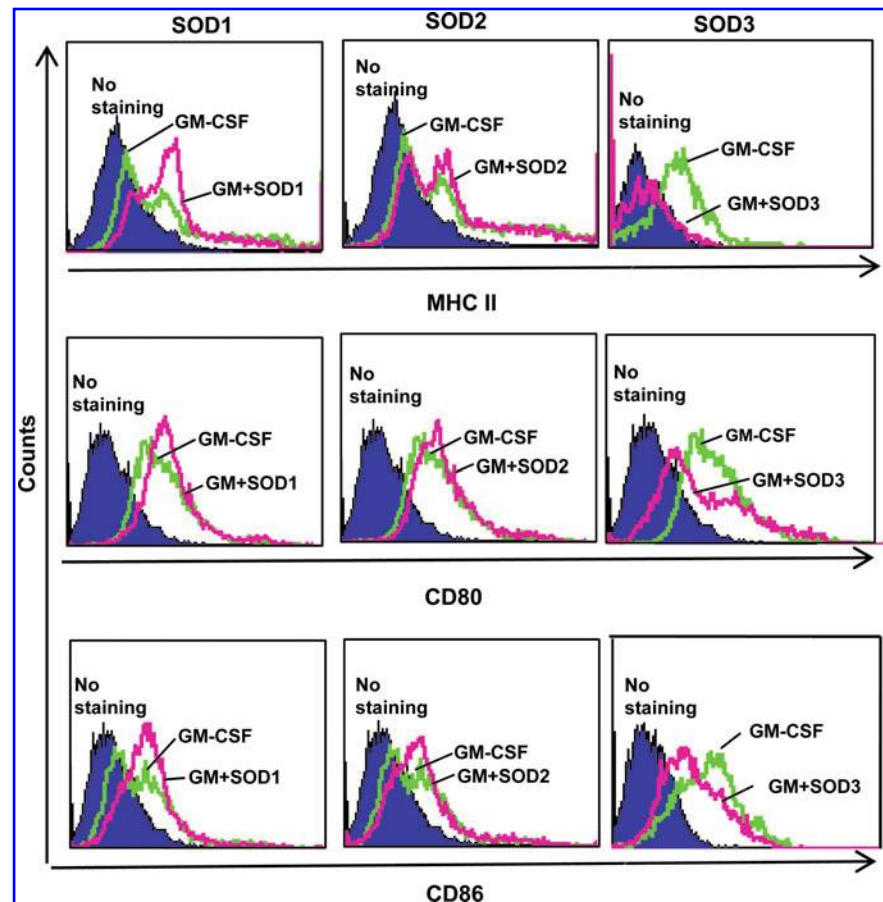 SOD1
SOD2
SOD3
No
staining
GM-CSF
GM+SOD1
No
staining
GM-CSF
GM+SOD2
No
staining
GM-CSF
GM+SOD3
MHC II
No
staining
GM-CSF
GM+SOD1
No
staining
GM-CSF
GM+SOD2
No
staining
GM-CSF
GM+SOD3
Counts
CD80
No
staining
GM-CSF
GM+SOD1
No
staining
GM-CSF
GM+SOD2
No
staining
GM-CSF
GM+SOD3
CD86